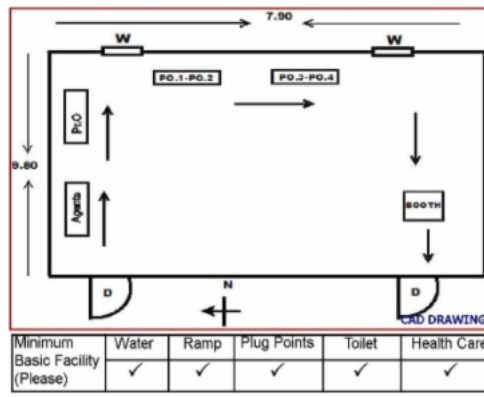 7.90
W W
PO.1-PO.2 PO.3-PO.4
PrO
9.80
Agents
BOOTH
D N D
CAD DRAWING
Minimum Basic Facility (Please) Water Ramp Plug Points Toilet Health Care
✓ ✓ ✓ ✓ ✓